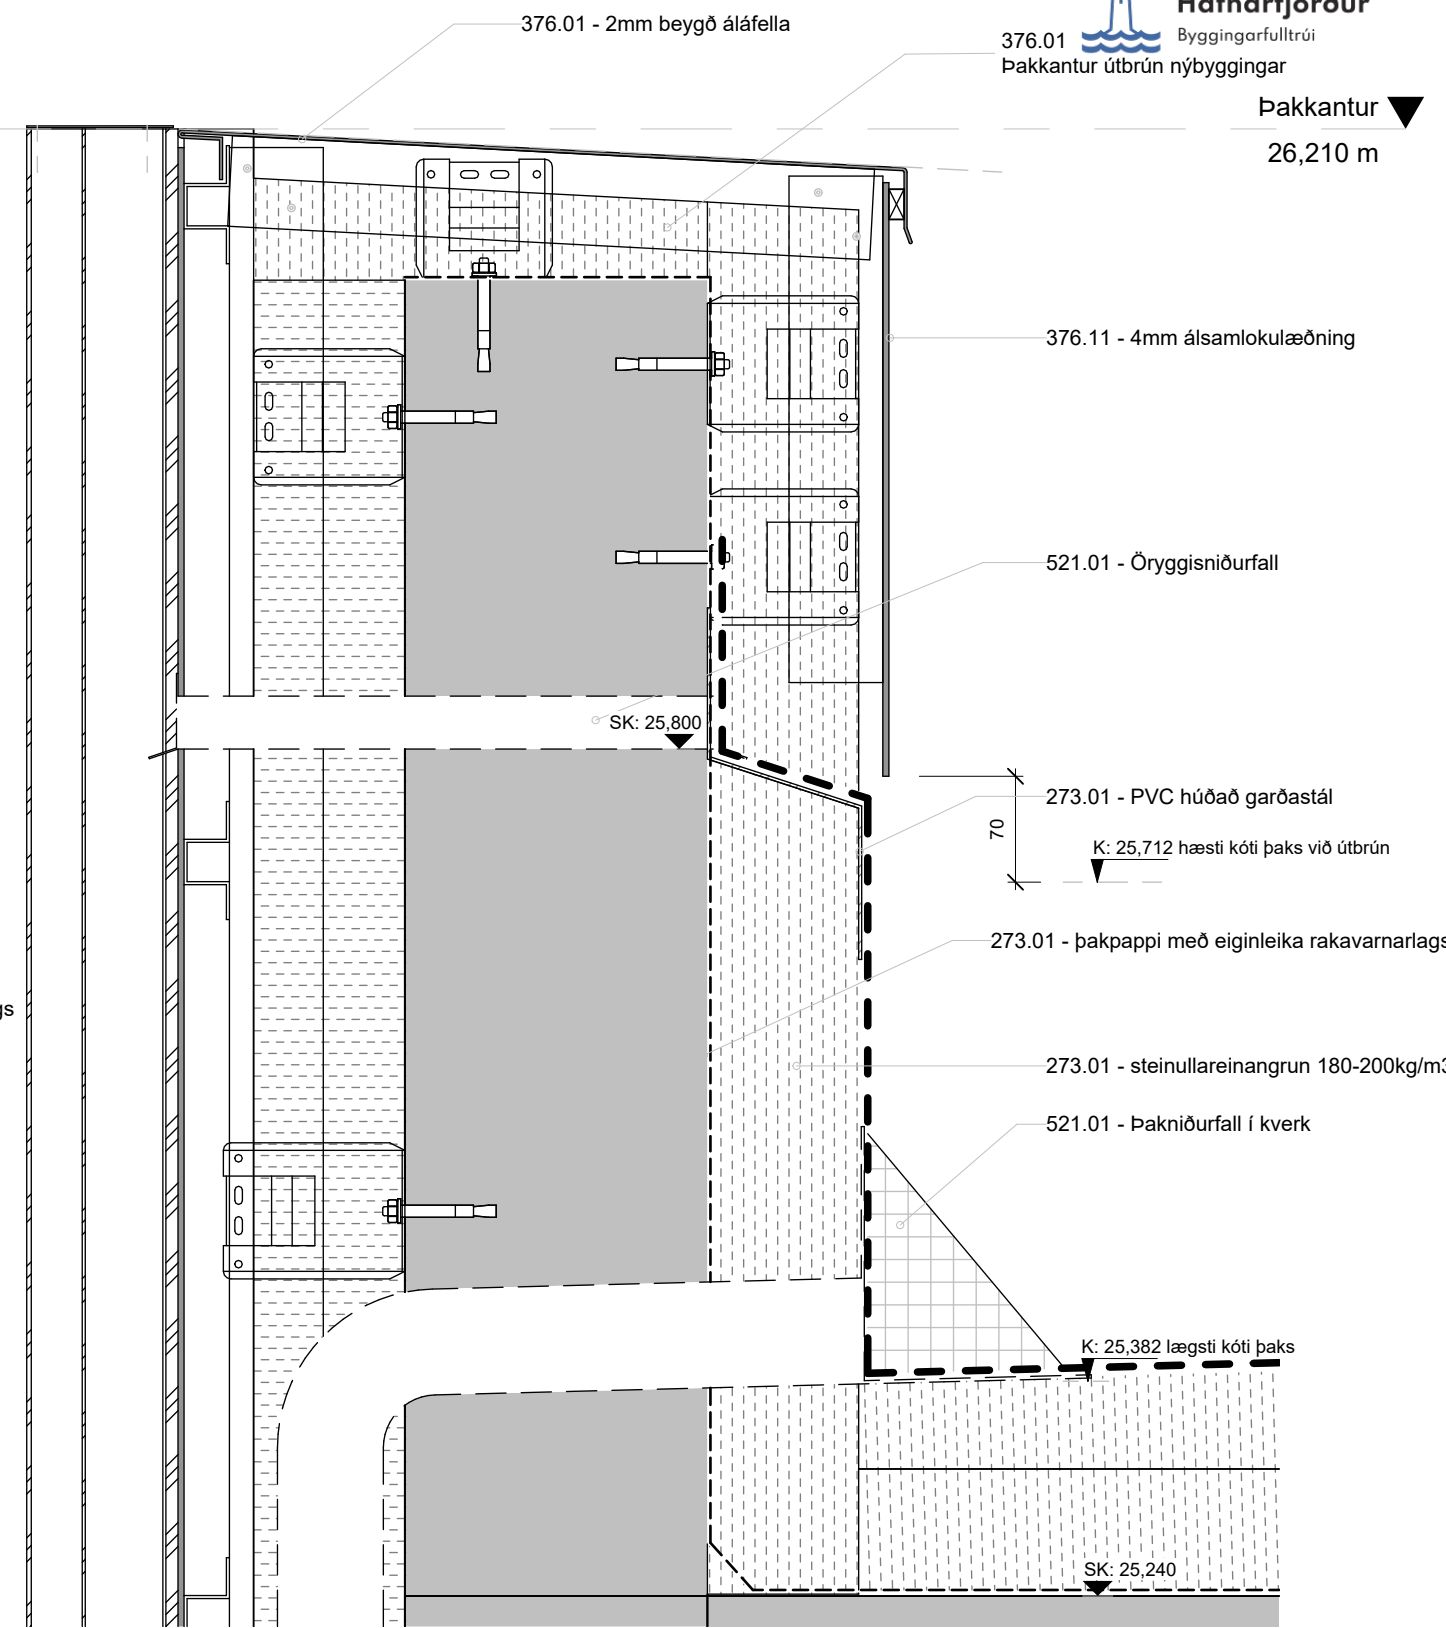 Hafnarfjörður
376.01 - 2mm beygð áláfella
Byggingarfulltrúi
376.01
Þakkantur útbrún nýbyggingar
Þakkantur
26,210 m
376.11 - 4mm álsamlokulæðning
521.01 - Öryggisniðurfall
SK: 25,800
273.01 - PVC húðað garðastál
70
K: 25,712 hæsti kóti þaks við útbrún
273.01 - þakpappi með eiginleika rakavarnarlags
gs
273.01 - steinullareinangrun 180-200kg/m3
521.01 - Þakniðurfall í kverk
K: 25,382 lægsti kóti þaks
SK: 25,240